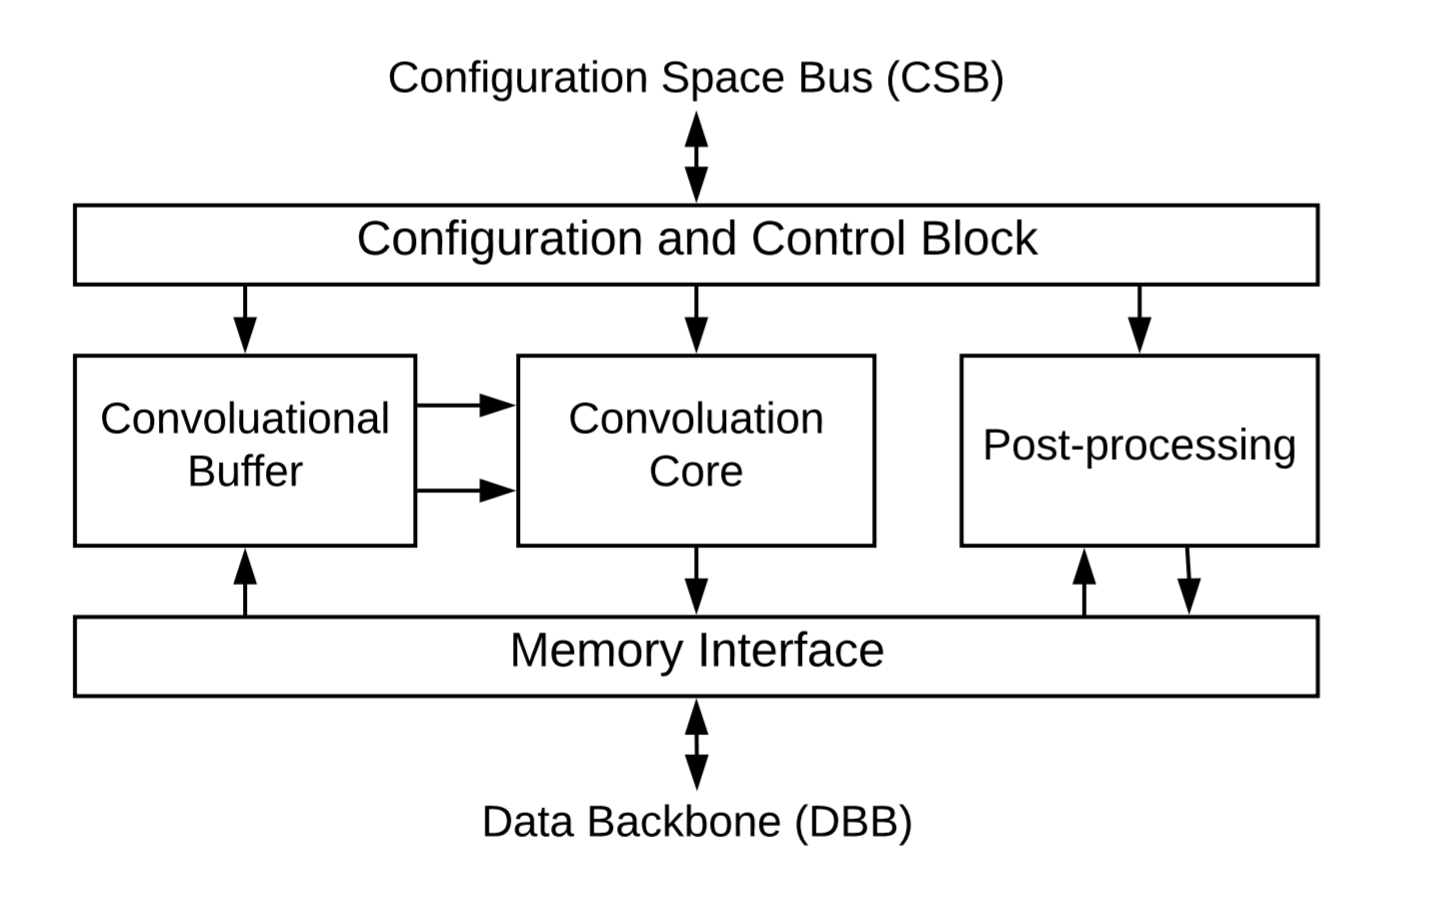 Configuration Space Bus (CSB)
Configuration and Control Block
Convoluational
Buffer
Convoluation
Core
Post-processing
Memory Interface
Data Backbone (DBB)